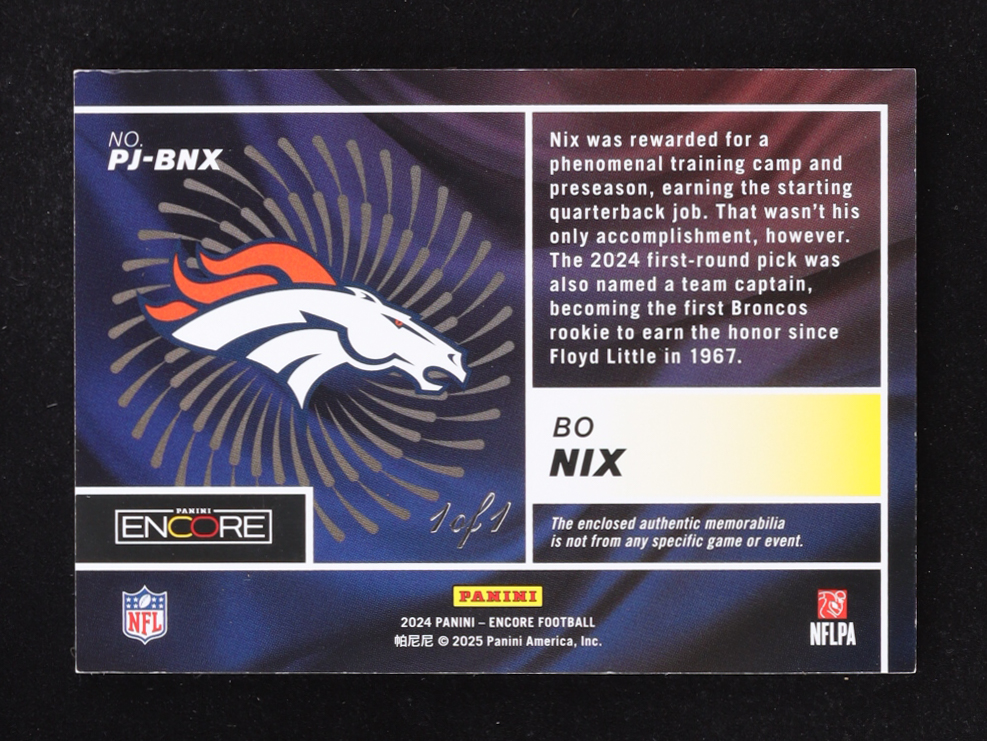 NO.
PJ-BNX
Nix was rewarded for a
phenomenal training camp and
preseason, earning the starting
quarterback job. That wasn't his
only accomplishment, however.
The 2024 first-round pick was
also named a team captain,
becoming the first Broncos
rookie to earn the honor since
Floyd Little in 1967.
BO
NIX
PANINI
ENCORE
1 of 1
The enclosed authentic memorabilia
is not from any specific game or event.
NFL
PANINI
2024 PANINI – ENCORE FOOTBALL
帕尼尼 © 2025 Panini America, Inc.
NFLPA